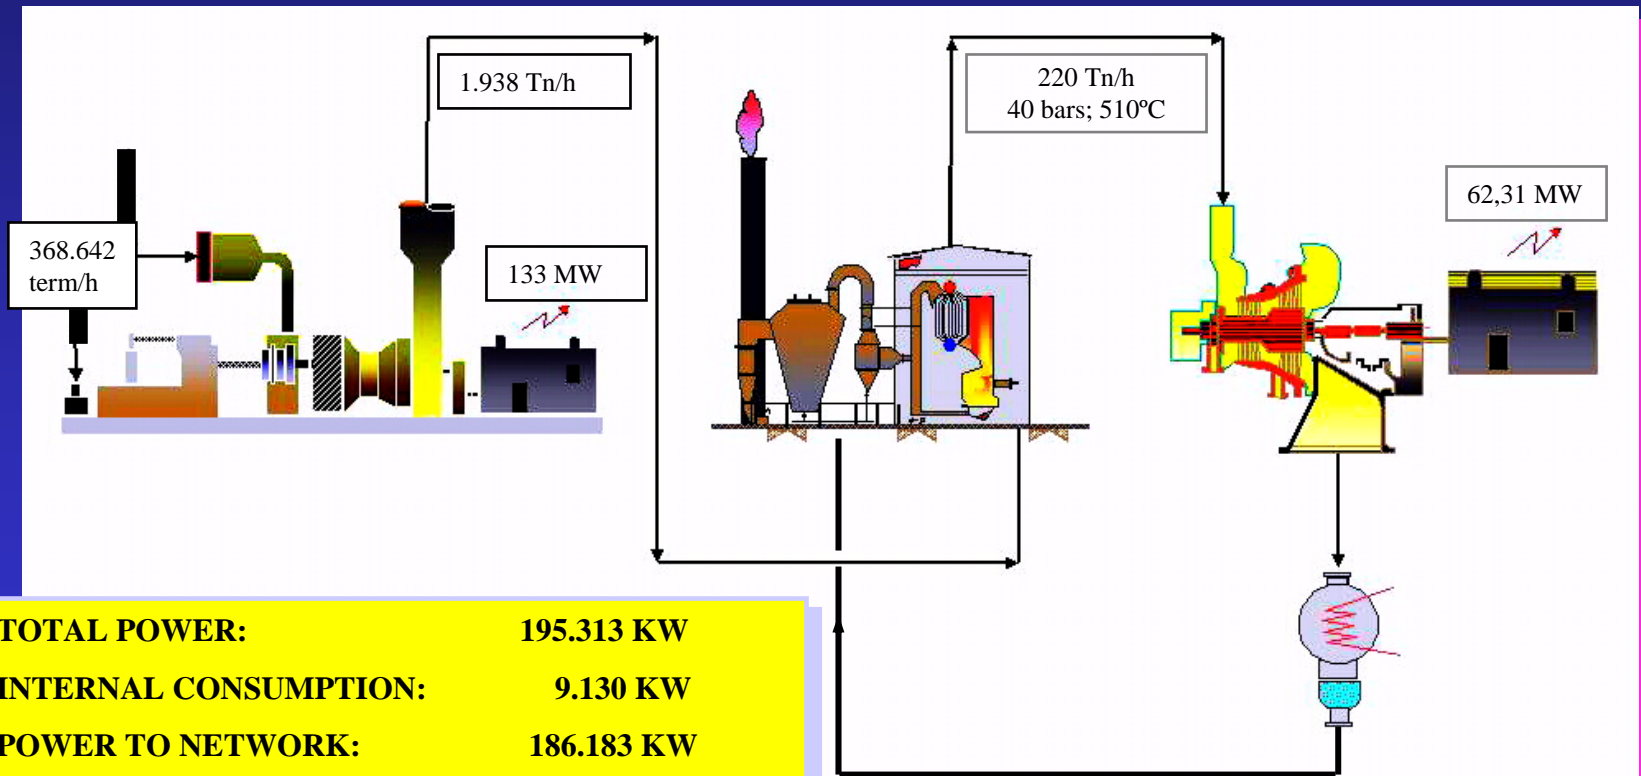 1.938 Tn/h
220 Tn/h
40 bars; 510ºC
62,31 MW
368.642
term/h
133 MW
TOTAL POWER: 195.313 KW
INTERNAL CONSUMPTION: 9.130 KW
POWER TO NETWORK: 186.183 KW